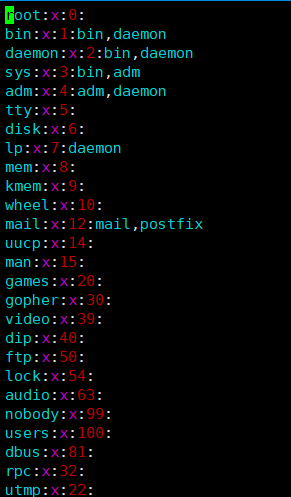 root:x:0:
bin:x:1:bin,daemon
daemon:x:2:bin,daemon
sys:x:3:bin,adm
adm:x:4:adm,daemon
tty:x:5:
disk:x:6:
lp:x:7:daemon
mem:x:8:
kmem:x:9:
wheel:x:10:
mail:x:12:mail,postfix
uucp:x:14:
man:x:15:
games:x:20:
gopher:x:30:
video:x:39:
dip:x:40:
ftp:x:50:
lock:x:54:
audio:x:63:
nobody:x:99:
users:x:100:
dbus:x:81:
rpc:x:32:
utmp:x:22: